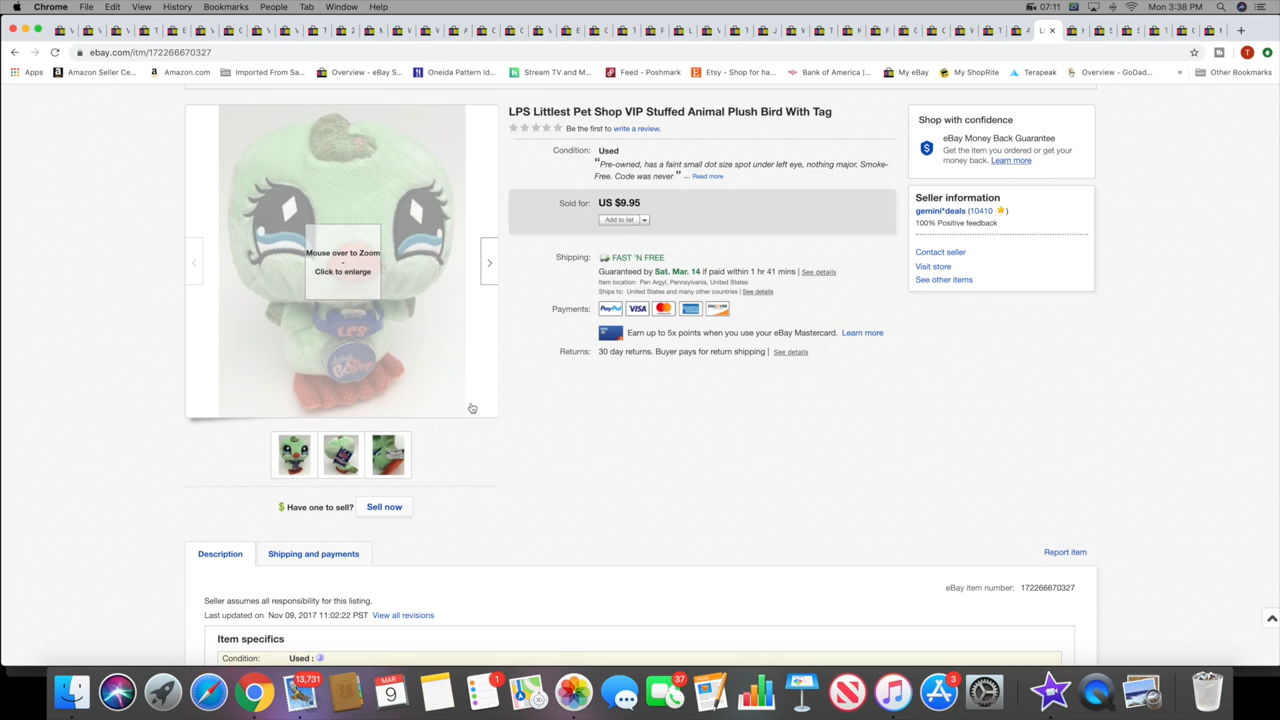 Chrome File Edit View History Bookmarks People Tab Window Help 07:11 Mon 3:38 PM
ebay.com/itm/172266670327
Apps Amazon Seller Ce... Amazon.com Imported From Sa... Overview - eBay S... Oneida Pattern Id... Stream TV and M... Feed - Poshmark Etsy - Shop for ha... Bank of America |... My eBay My ShopRite Terapeak Overview - GoDad... » Other Bookmarks
LPS Littlest Pet Shop VIP Stuffed Animal Plush Bird With Tag
Be the first to write a review.
Condition: Used
"Pre-owned, has a faint small dot size spot under left eye, nothing major. Smoke-
Free. Code was never " ... Read more
Sold for: US $9.95
Add to list
Shipping: FAST 'N FREE
Guaranteed by Sat. Mar. 14 if paid within 1 hr 41 mins | See details
Item location: Pen Argyl, Pennsylvania, United States
Ships to: United States and many other countries | See details
Payments: PayPal VISA
Earn up to 5x points when you use your eBay Mastercard. Learn more
Returns: 30 day returns. Buyer pays for return shipping | See details
Shop with confidence
eBay Money Back Guarantee
Get the item you ordered or get your
money back. Learn more
Seller information
gemini*deals (10410 )
100% Positive feedback
Contact seller
Visit store
See other items
Mouse over to Zoom
-
Click to enlarge
LPS
Have one to sell? Sell now
Description Shipping and payments Report item
eBay item number: 172266670327
Seller assumes all responsibility for this listing.
Last updated on Nov 09, 2017 11:02:22 PST View all revisions
Item specifics
Condition: Used :
13,731 MAR 9 1 37 3